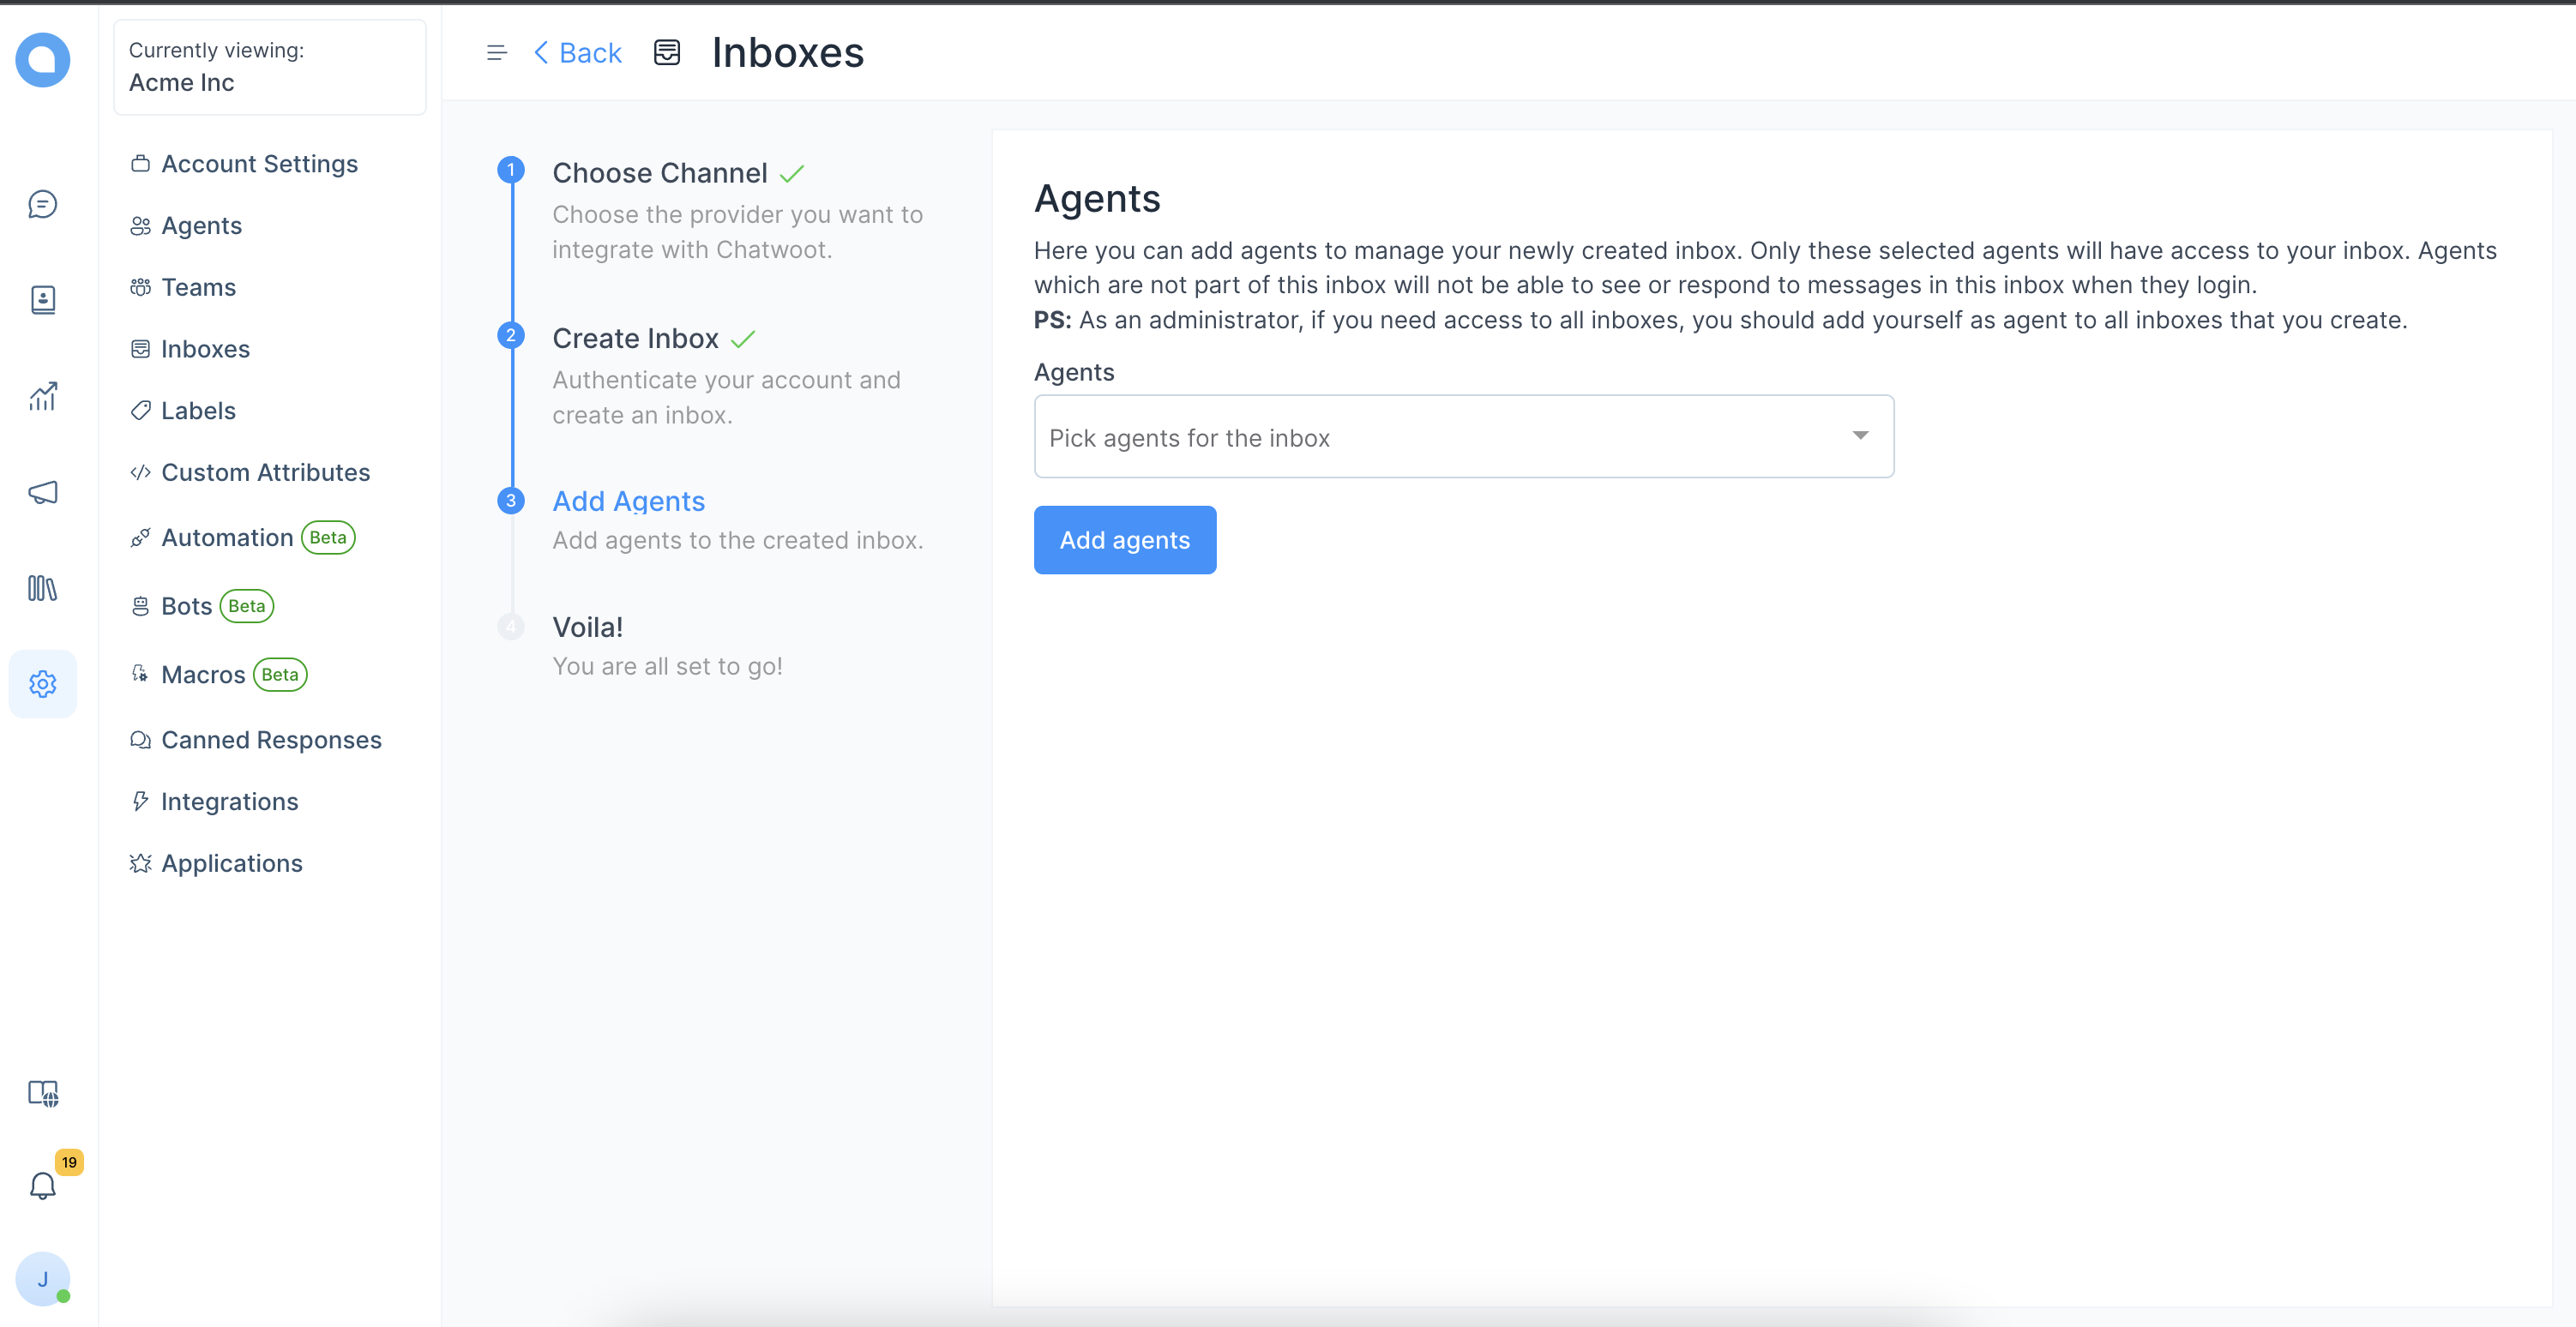 Currently viewing:
Acme Inc
Account Settings
Agents
Teams
Inboxes
Labels
Custom Attributes
Automation Beta
Bots Beta
Macros Beta
Canned Responses
Integrations
Applications
19
J
Back
Inboxes
1
Choose Channel
Choose the provider you want to
integrate with Chatwoot.
2
Create Inbox
Authenticate your account and
create an inbox.
3
Add Agents
Add agents to the created inbox.
4
Voila!
You are all set to go!
Agents
Here you can add agents to manage your newly created inbox. Only these selected agents will have access to your inbox. Agents
which are not part of this inbox will not be able to see or respond to messages in this inbox when they login.
PS: As an administrator, if you need access to all inboxes, you should add yourself as agent to all inboxes that you create.
Agents
Pick agents for the inbox
Add agents